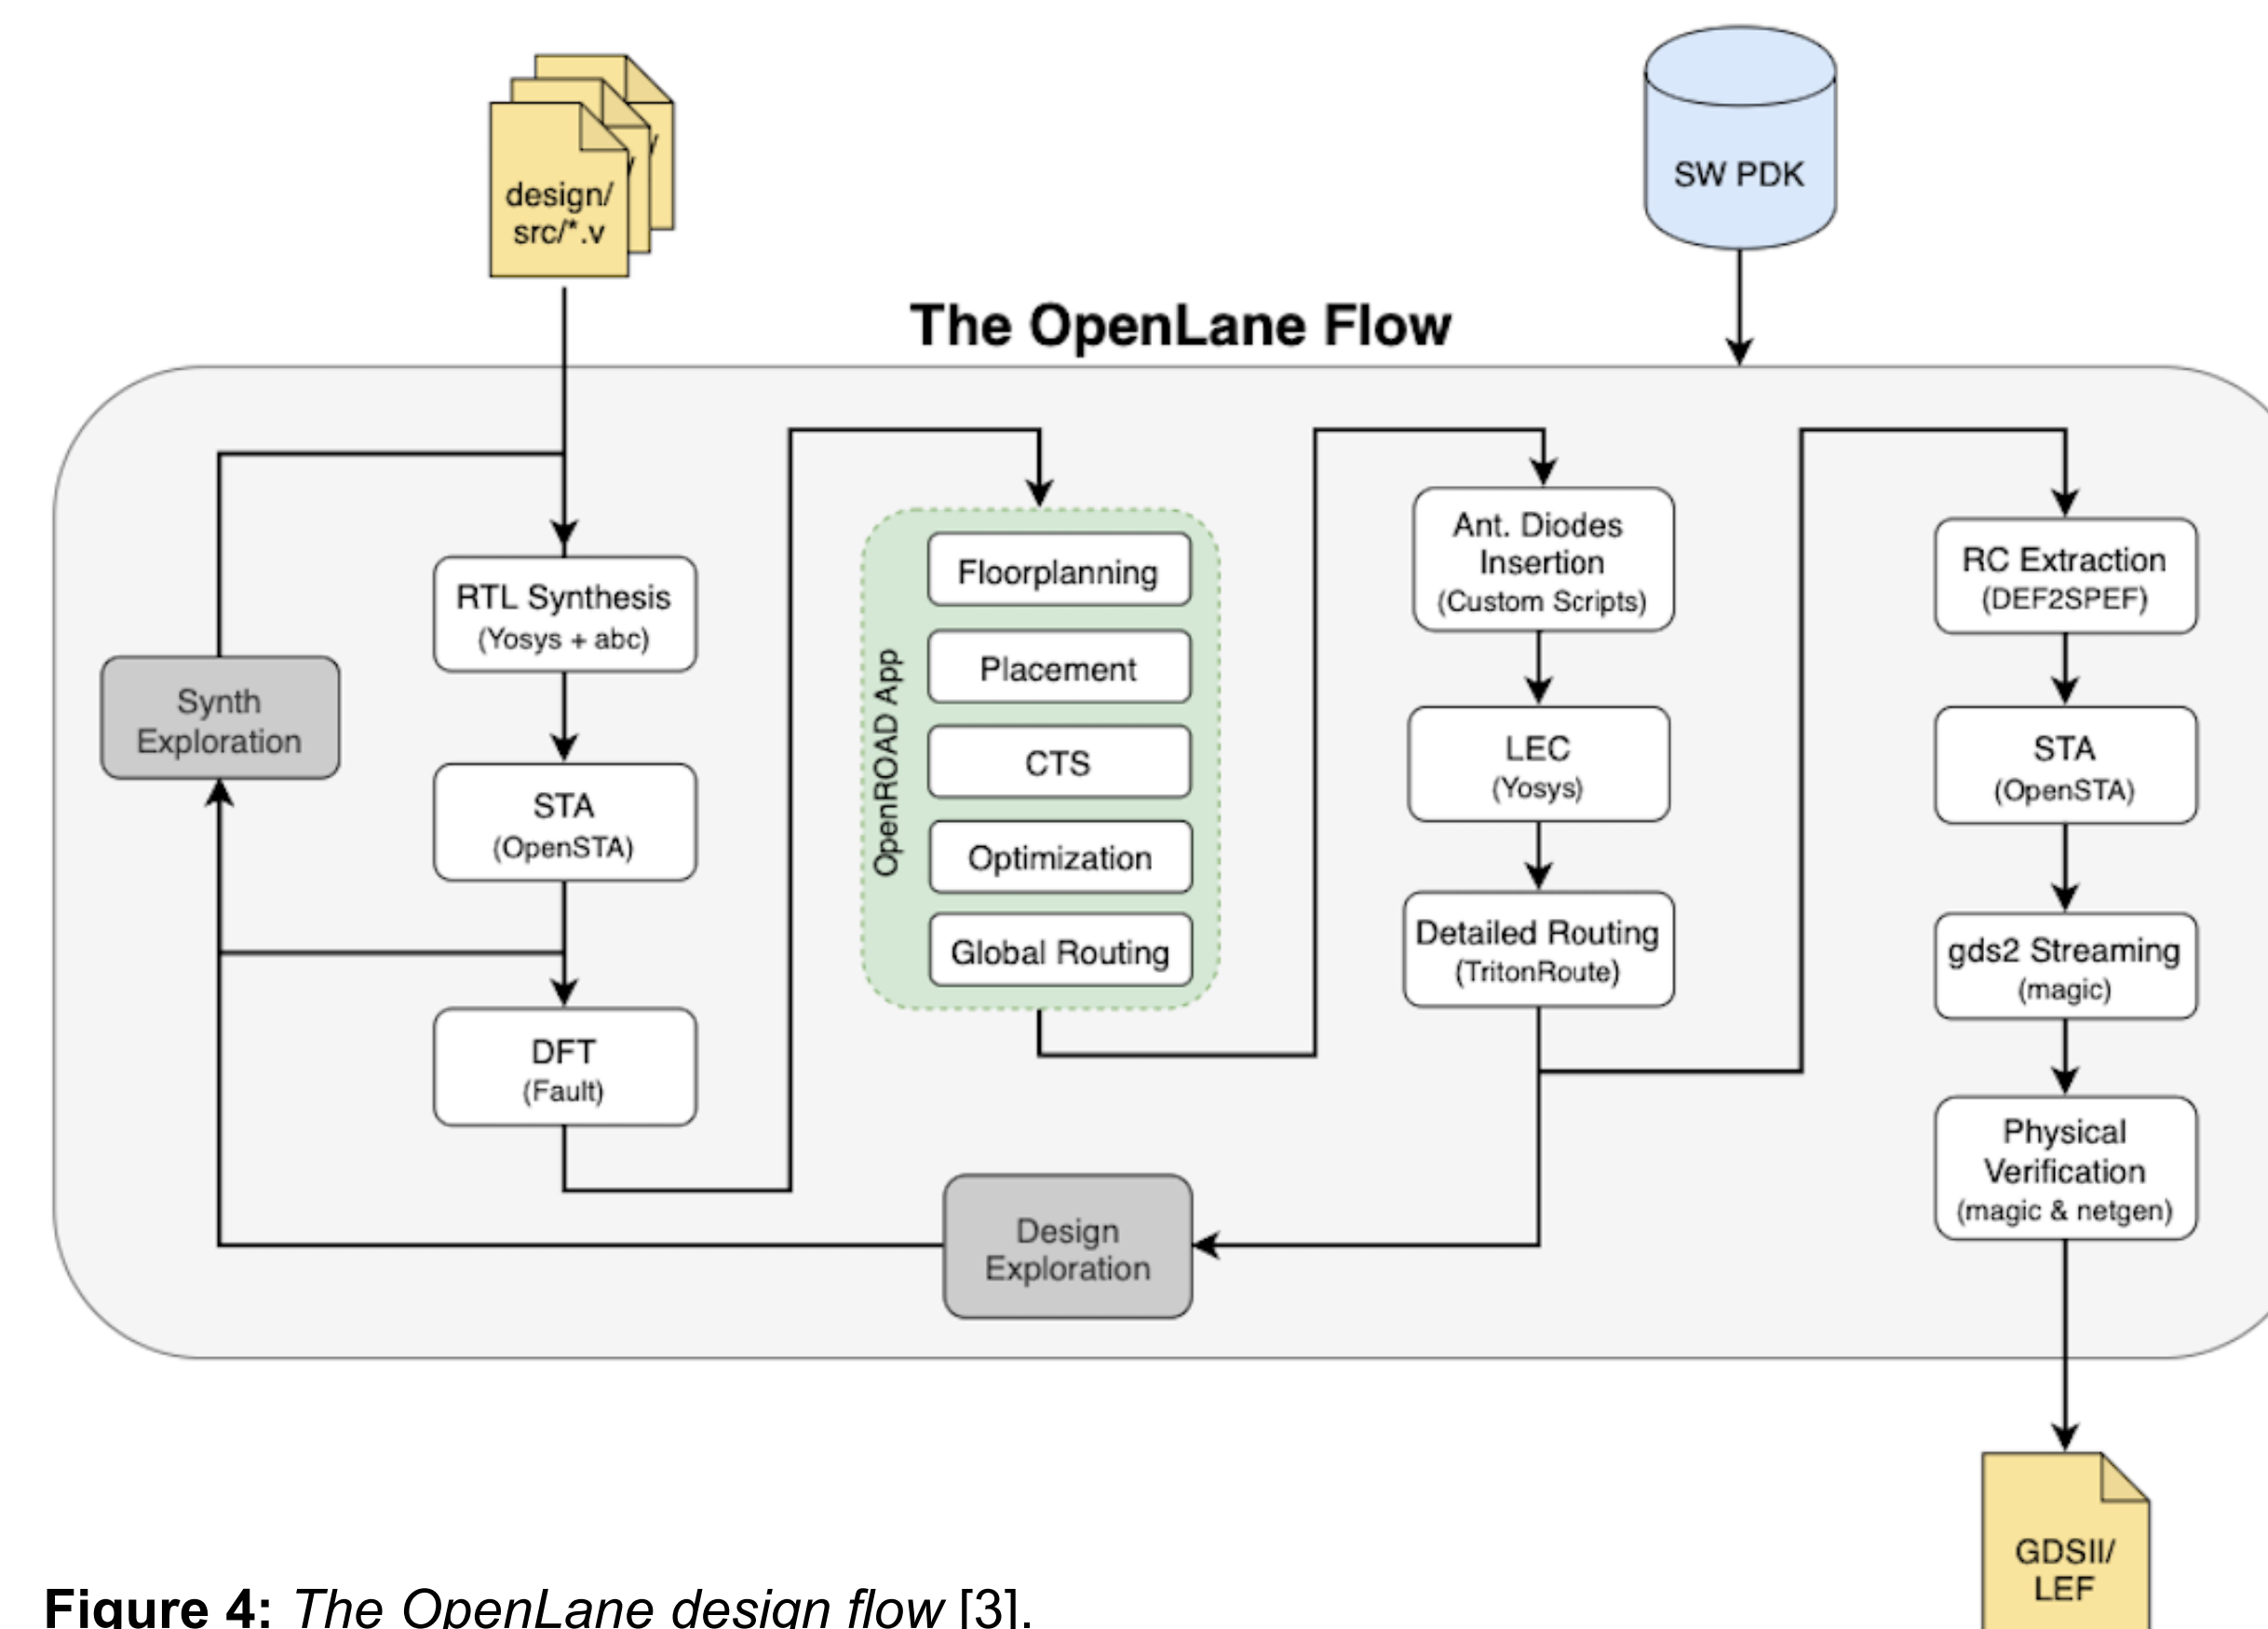 design/
src/*.v
SW PDK
The OpenLane Flow
RTL Synthesis
(Yosys + abc)
Synth
Exploration
STA
(OpenSTA)
DFT
(Fault)
OpenROAD App
Floorplanning
Placement
CTS
Optimization
Global Routing
Design
Exploration
Ant. Diodes
Insertion
(Custom Scripts)
LEC
(Yosys)
Detailed Routing
(TritonRoute)
RC Extraction
(DEF2SPEF)
STA
(OpenSTA)
gds2 Streaming
(magic)
Physical
Verification
(magic & netgen)
GDSII/
LEF
Figure 4: The OpenLane design flow [3].